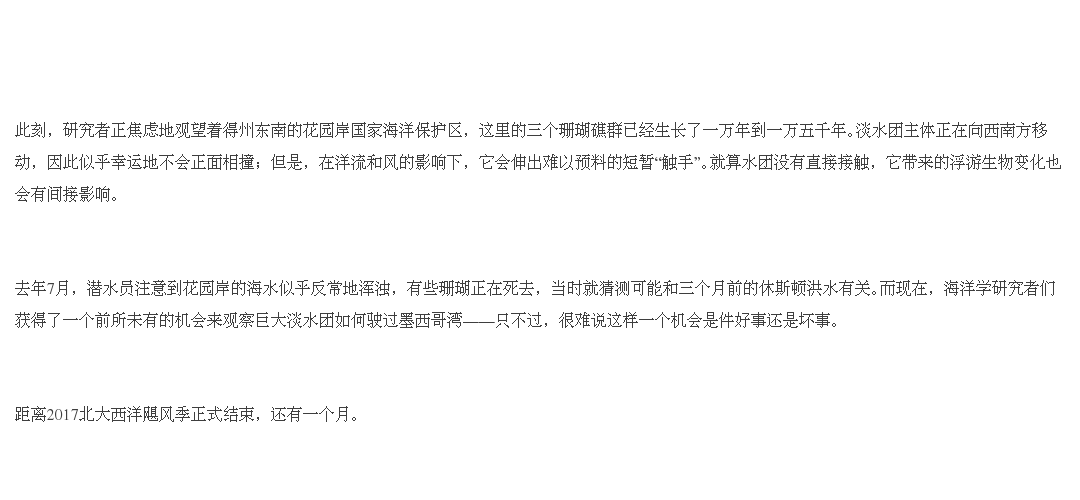 此刻，研究者正焦虑地观望着得州东南的花园岸国家海洋保护区，这里的三个珊瑚礁群已经生长了一万年到一万五千年。淡水团主体正在向西南方移
动，因此似乎幸运地不会正面相撞；但是，在洋流和风的影响下，它会伸出难以预料的短暂“触手”。就算水团没有直接接触，它带来的浮游生物变化也
会有间接影响。
去年7月，潜水员注意到花园岸的海水似乎反常地浑浊，有些珊瑚正在死去，当时就猜测可能和三个月前的休斯顿洪水有关。而现在，海洋学研究者们
获得了一个前所未有的机会来观察巨大淡水团如何驶过墨西哥湾——只不过，很难说这样一个机会是件好事还是坏事。
距离2017北大西洋飓风季正式结束，还有一个月。